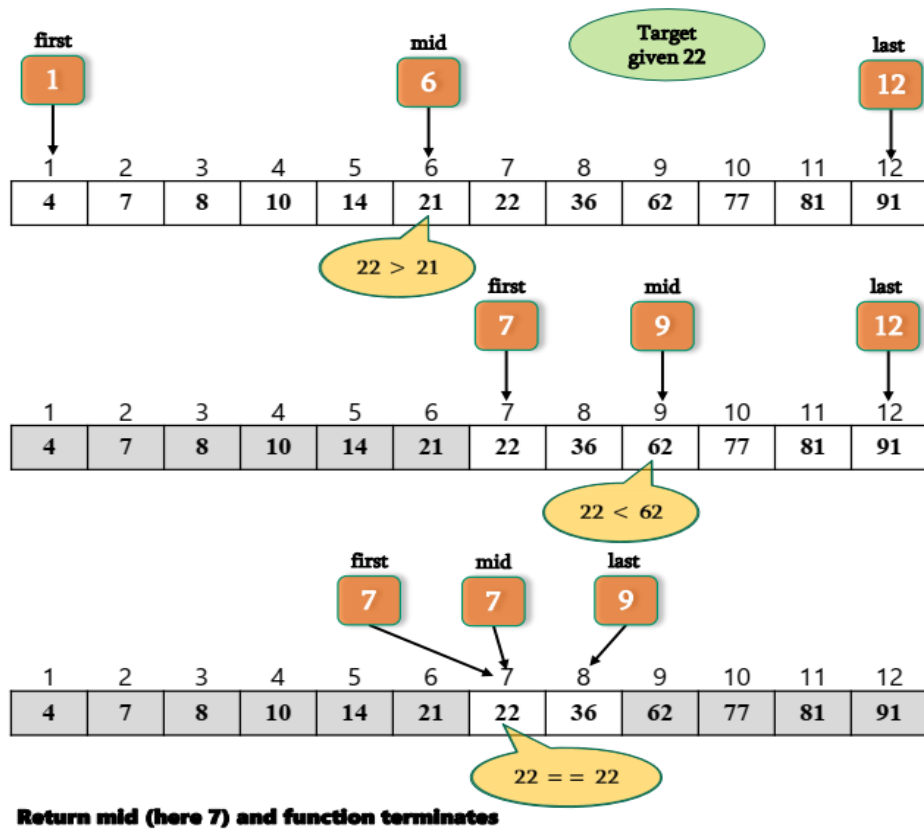 Target
given 22
first mid last
1 6 12
1 2 3 4 5 6 7 8 9 10 11 12
4 7 8 10 14 21 22 36 62 77 81 91
22 > 21
first mid last
7 9 12
1 2 3 4 5 6 7 8 9 10 11 12
4 7 8 10 14 21 22 36 62 77 81 91
22 < 62
first mid last
7 7 9
1 2 3 4 5 6 7 8 9 10 11 12
4 7 8 10 14 21 22 36 62 77 81 91
22 = = 22
Return mid (here 7) and function terminates